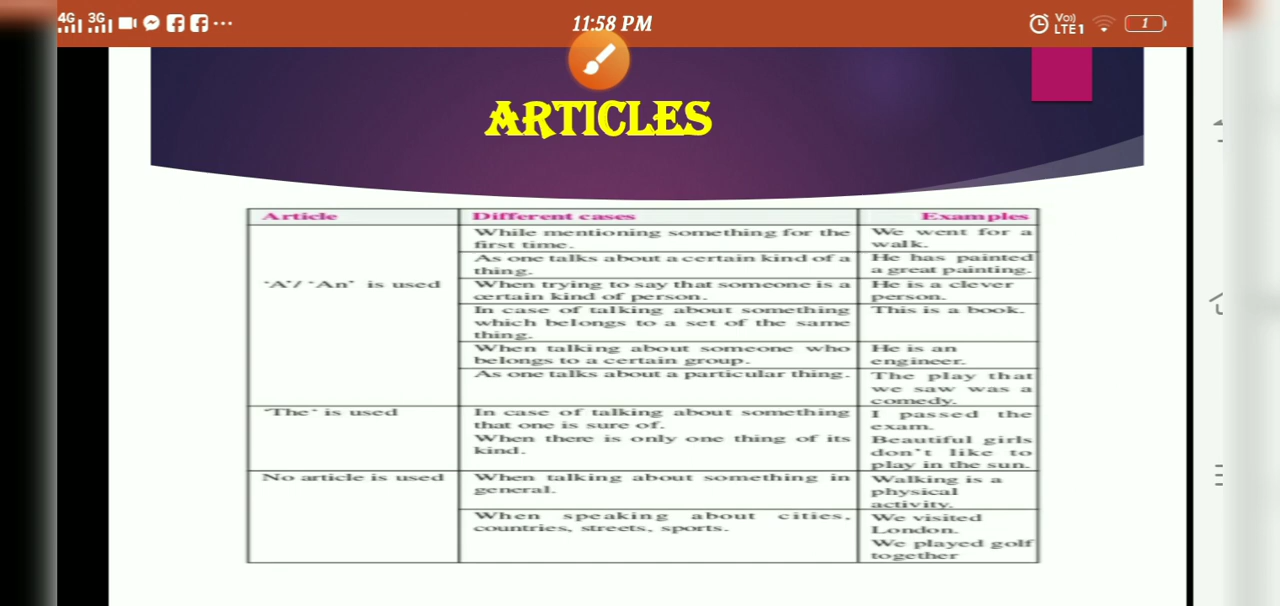 4G 3G 11:58 PM Vo)) LTE1 1
ARTICLES
Article Different cases Examples
While mentioning something for the
first time.
We went for a
walk.
As one talks about a certain kind of a
thing.
He has painted
a great painting.
'A'/ 'An' is used
When trying to say that someone is a
certain kind of person.
He is a clever
person.
In case of talking about something
which belongs to a set of the same
thing.
This is a book.
When talking about someone who
belongs to a certain group.
He is an
engineer.
As one talks about a particular thing.
The play that
we saw was a
comedy.
'The' is used
In case of talking about something
that one is sure of.
I passed the
exam.
When there is only one thing of its
kind.
Beautiful girls
don't like to
play in the sun.
No article is used
When talking about something in
general.
Walking is a
physical
activity.
When speaking about cities,
countries, streets, sports.
We visited
London.
We played golf
together